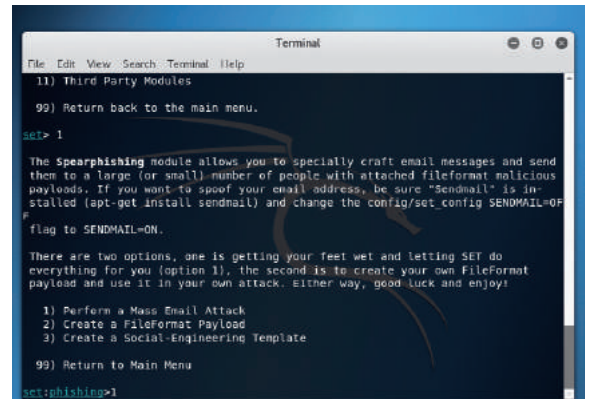 Terminal
File Edit View Search Terminal Help
11) Third Party Modules
99) Return back to the main menu.
set> 1
The Spearphishing module allows you to specially craft email messages and send
them to a large (or small) number of people with attached fileformat malicious
payloads. If you want to spoof your email address, be sure "Sendmail" is in-
stalled (apt-get install sendmail) and change the config/set_config SENDMAIL=OF
F
flag to SENDMAIL=ON.
There are two options, one is getting your feet wet and letting SET do
everything for you (option 1), the second is to create your own FileFormat
payload and use it in your own attack. Either way, good luck and enjoy!
1) Perform a Mass Email Attack
2) Create a FileFormat Payload
3) Create a Social-Engineering Template
99) Return to Main Menu
set:phishing>1